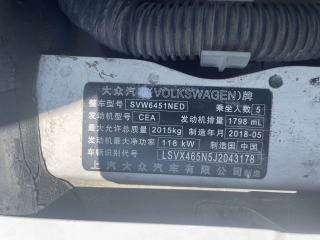 大众汽车(VOLKSWAGEN)牌
整车型号 SVW6451NED 乘坐人数 5
发动机型号 CEA 发动机排量 1798 mL
最大允许总质量 2015kg 制造年月 2018-05
发动机最大净功率 118 kW 制造国 中国
车辆识别代号 LSVX465N5J2043178
上汽大众汽车有限公司制造